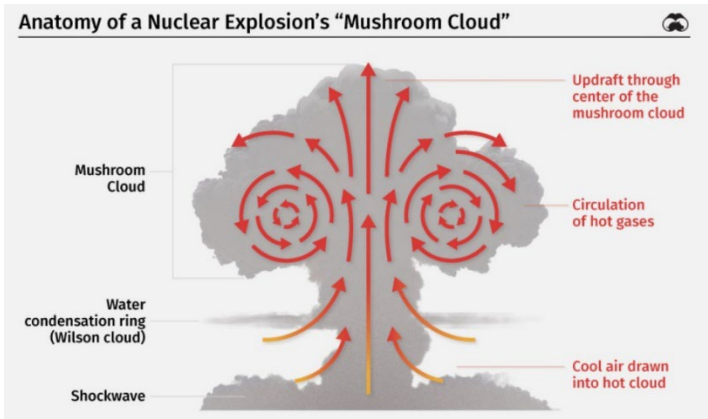 Anatomy of a Nuclear Explosion's “Mushroom Cloud”
Updraft through
center of the
mushroom cloud
Mushroom
Cloud
Circulation
of hot gases
Water
condensation ring
(Wilson cloud)
Cool air drawn
into hot cloud
Shockwave